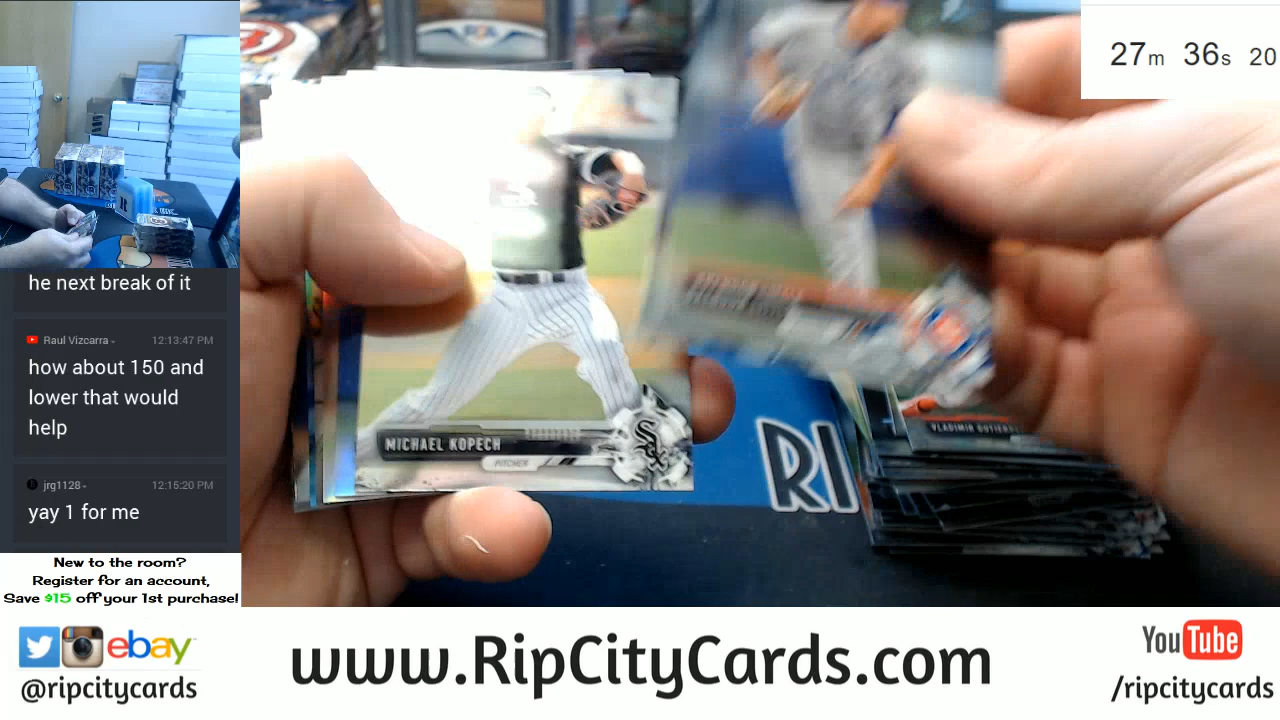 27m 36s 20
he next break of it
Raul Vizcarra
12:13:47 PM
how about 150 and
lower that would
help
jrg1128
12:15:20 PM
yay 1 for me
New to the room?
Register for an account,
Save $15 off your 1st purchase!
MICHAEL KOPECH
PITCHER
RI
ebay
@ripcitycards
www.RipCityCards.com
YouTube
/ripcitycards